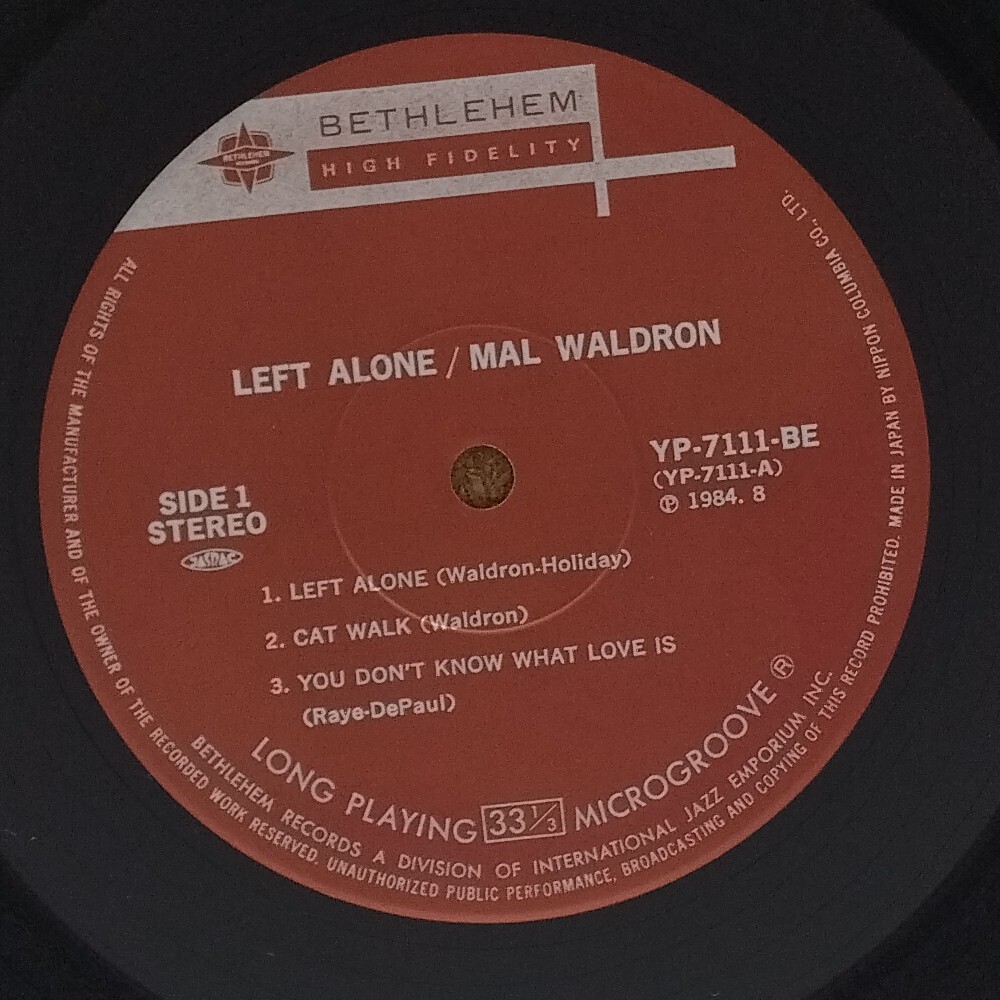 BETHLEHEM
BETHLEHEM
HIGH FIDELITY
LEFT ALONE / MAL WALDRON
YP-7111-BE
(YP-7111-A)
Ⓟ 1984. 8
SIDE 1
STEREO
JASRAC
1. LEFT ALONE (Waldron-Holiday)
2. CAT WALK (Waldron)
3. YOU DON'T KNOW WHAT LOVE IS
(Raye-DePaul)
LONG PLAYING 33 1/3 MICROGROOVE ®
BETHLEHEM RECORDS A DIVISION OF INTERNATIONAL JAZZ EMPORIUM INC.
ALL RIGHTS OF THE MANUFACTURER AND OF THE OWNER OF THE RECORDED WORK RESERVED. UNAUTHORIZED PUBLIC PERFORMANCE, BROADCASTING AND COPYING OF THIS RECORD PROHIBITED. MADE IN JAPAN BY NIPPON COLUMBIA CO., LTD.